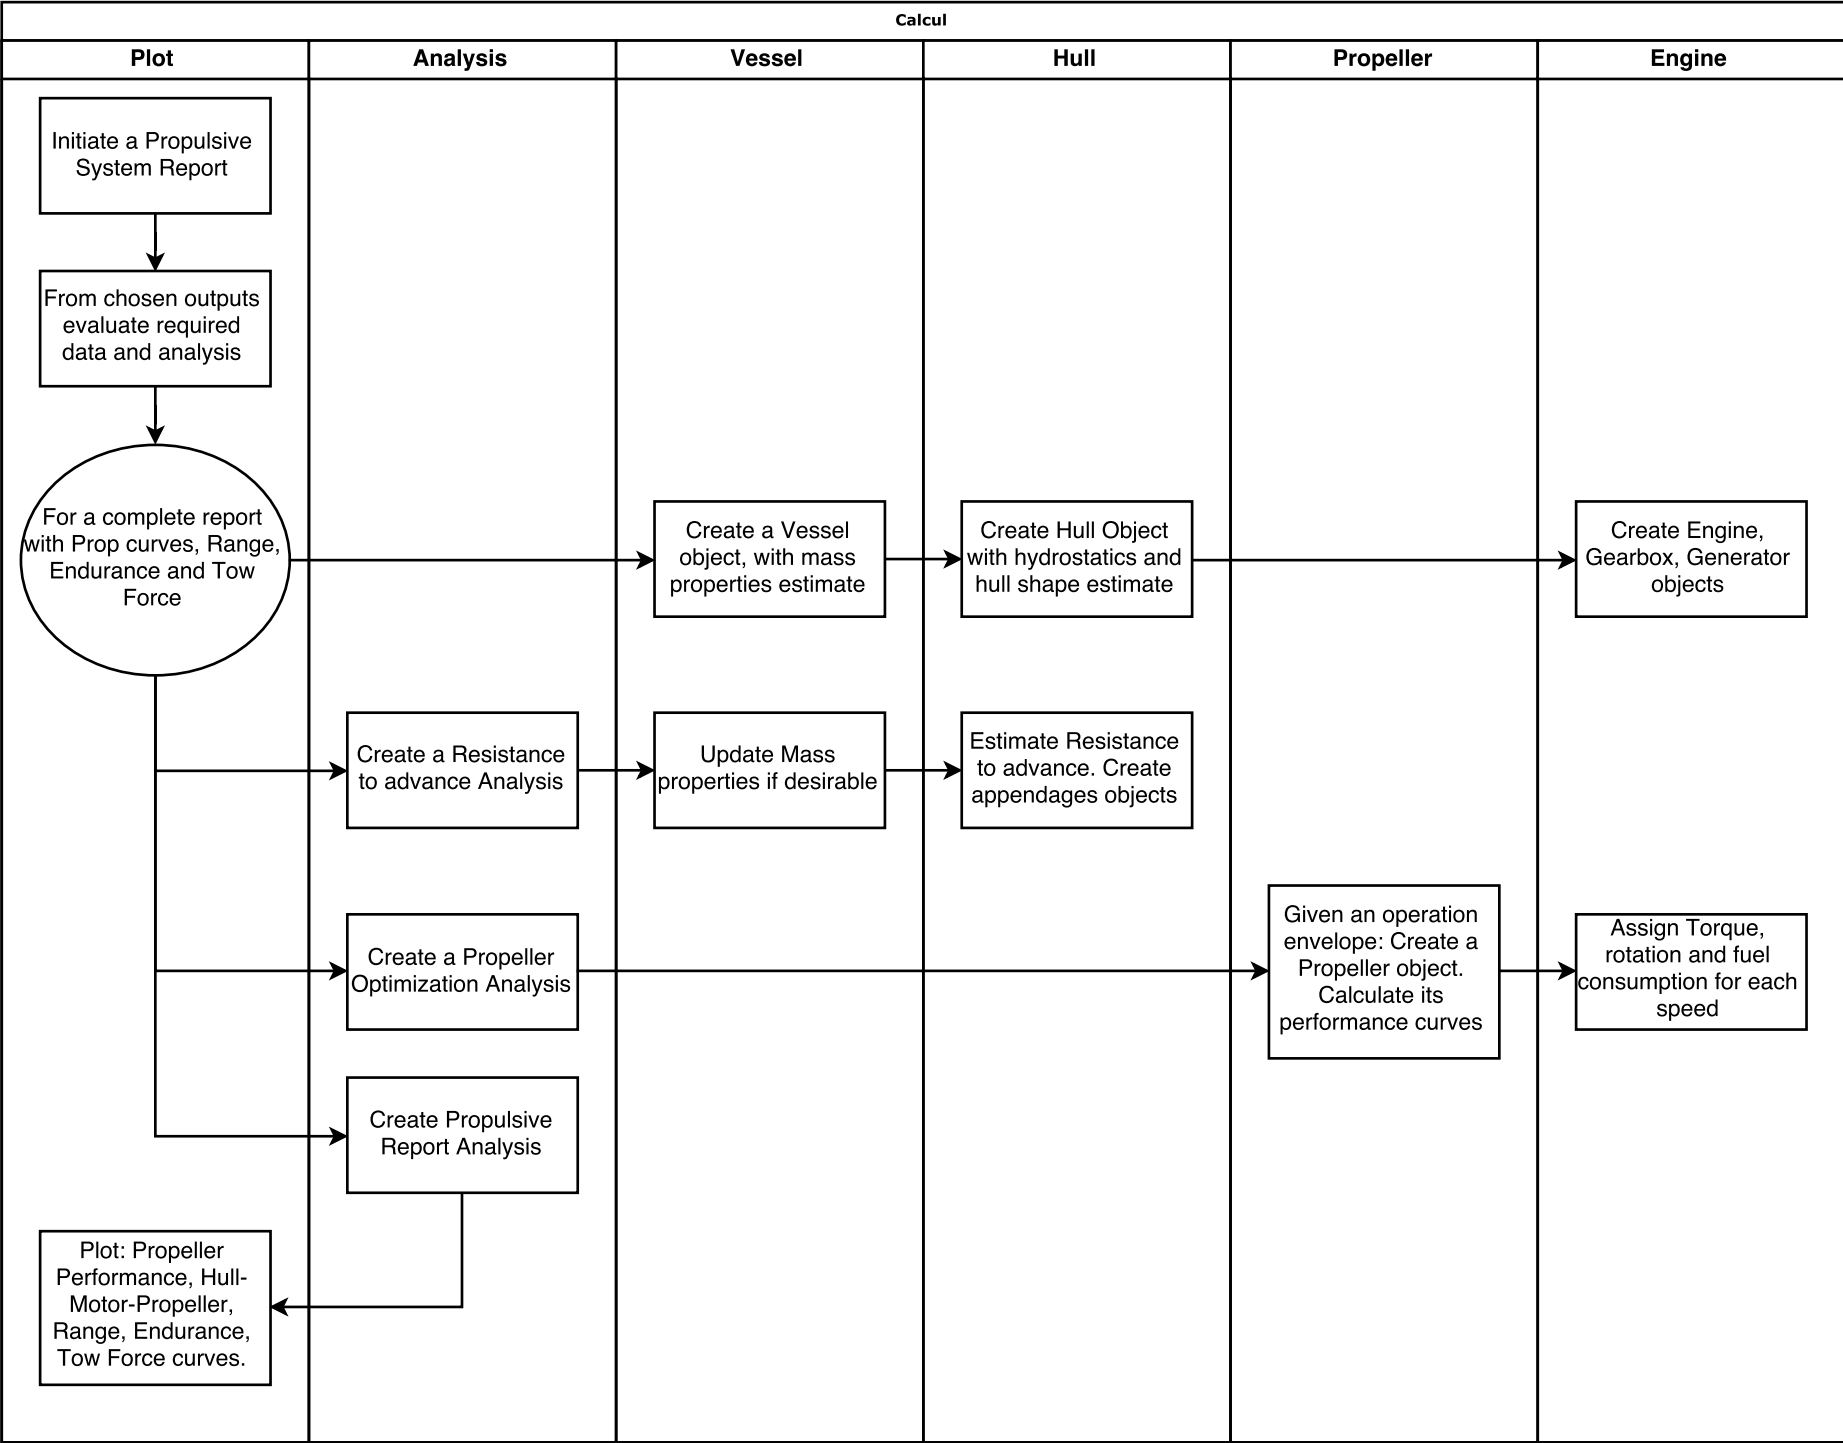 Calcul
Plot
Analysis
Vessel
Hull
Propeller
Engine
Initiate a Propulsive
System Report
From chosen outputs
evaluate required
data and analysis
For a complete report
with Prop curves, Range,
Endurance and Tow
Force
Create a Vessel
object, with mass
properties estimate
Create Hull Object
with hydrostatics and
hull shape estimate
Create Engine,
Gearbox, Generator
objects
Create a Resistance
to advance Analysis
Update Mass
properties if desirable
Estimate Resistance
to advance. Create
appendages objects
Create a Propeller
Optimization Analysis
Given an operation
envelope: Create a
Propeller object.
Calculate its
performance curves
Assign Torque,
rotation and fuel
consumption for each
speed
Create Propulsive
Report Analysis
Plot: Propeller
Performance, Hull-
Motor-Propeller,
Range, Endurance,
Tow Force curves.